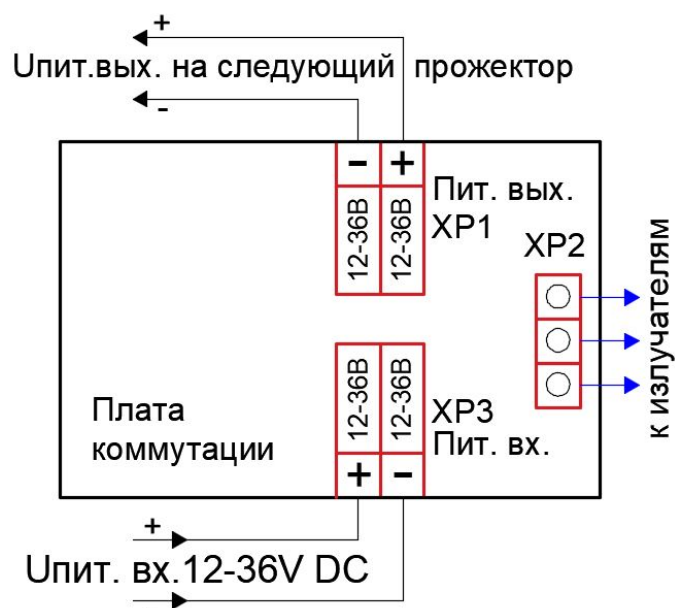 +
Uпит.вых. на следующий прожектор
-
- +
12-36В 12-36В
Пит. вых.
XP1
XP2
к излучателям
12-36В 12-36В
XP3
Пит. вх.
+ -
Плата
коммутации
+
Uпит. вх.12-36V DC
-